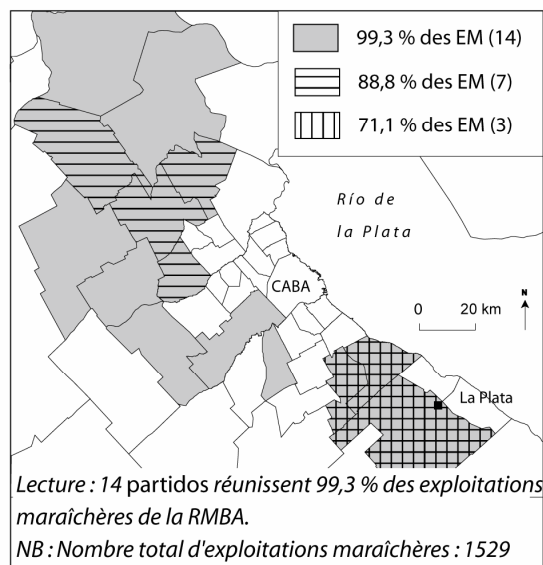 99,3 % des EM (14)
88,8 % des EM (7)
71,1 % des EM (3)
Río de
la Plata
CABA
0 20 km
N
La Plata
Lecture : 14 partidos réunissent 99,3 % des exploitations
maraîchères de la RMBA.
NB : Nombre total d'exploitations maraîchères : 1529